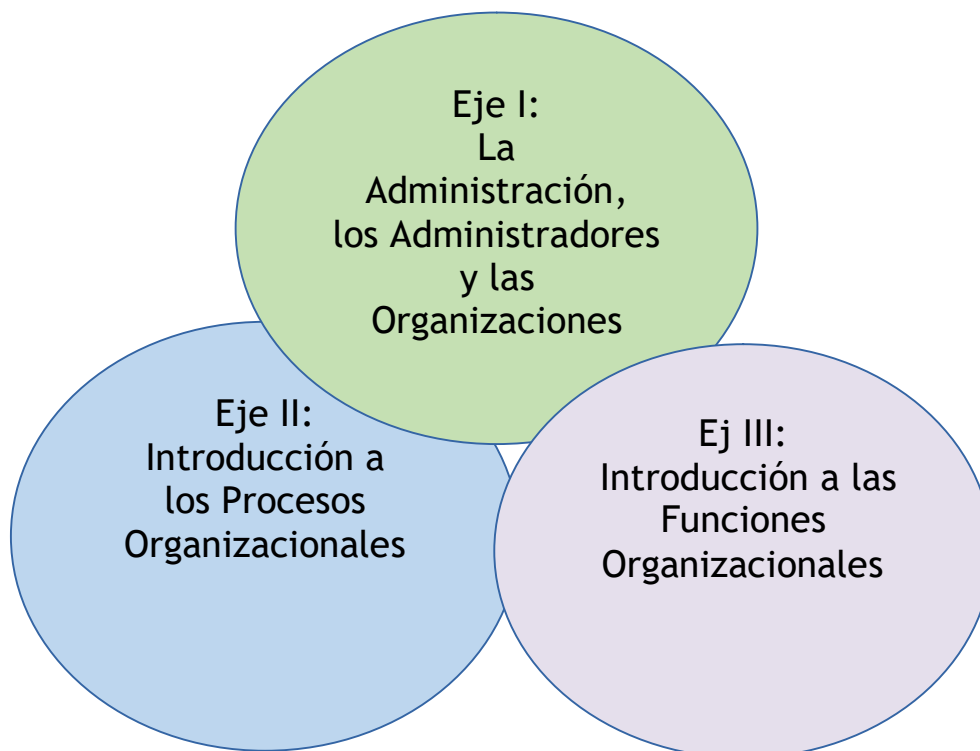 Eje I:
La
Administración,
los Administradores
y las
Organizaciones
Eje II:
Introducción a
los Procesos
Organizacionales
Ej III:
Introducción a las
Funciones
Organizacionales